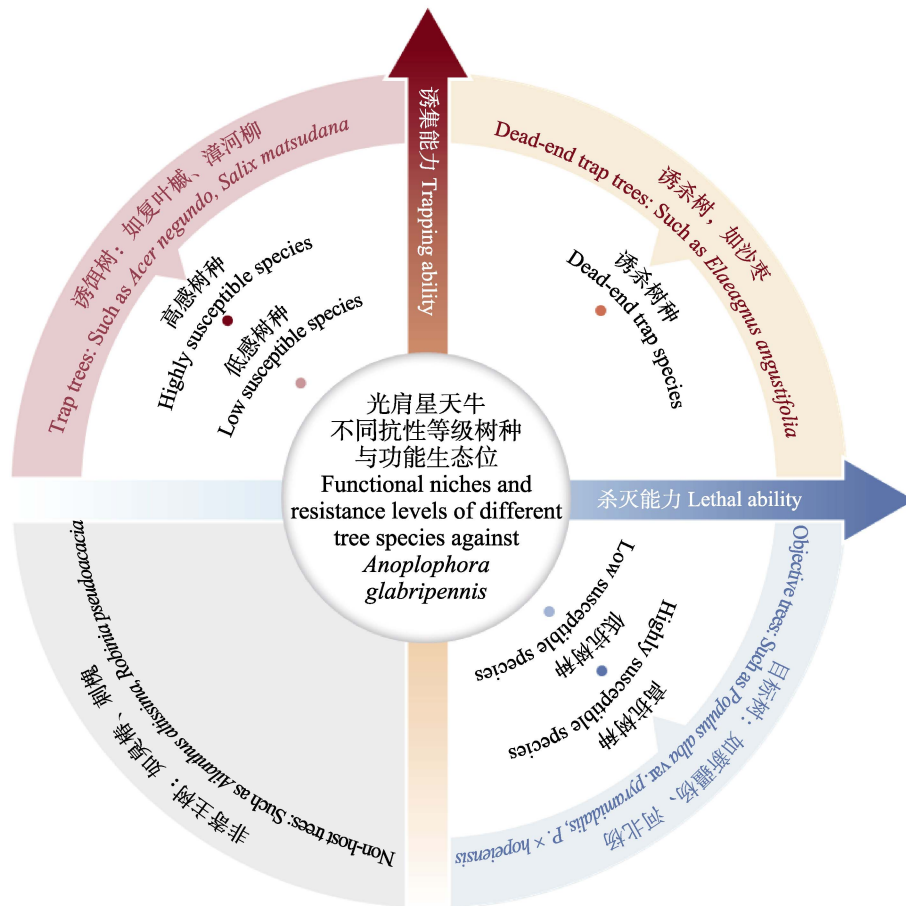 诱集能力 Trapping ability
诱饵树：如复叶槭、漳河柳
Trap trees: Such as Acer negundo, Salix matsudana
高感树种
Highly susceptible species
低感树种
Low susceptible species
Dead-end trap trees: Such as Elaeagnus angustifolia
诱杀树，如沙枣
诱杀树种
Dead-end trap species
光肩星天牛
不同抗性等级树种
与功能生态位
Functional niches and
resistance levels of different
tree species against
Anoplophora
glabripennis
杀灭能力 Lethal ability
非寄主树：如臭椿、刺槐
Non-host trees: Such as Ailanthus altissima, Robinia pseudoacacia
Low susceptible species
低抗树种
Highly susceptible species
高抗树种
Objective trees: Such as Populus alba var. pyramidalis, P. × hopeiensis
目标树：如新疆杨、河北杨